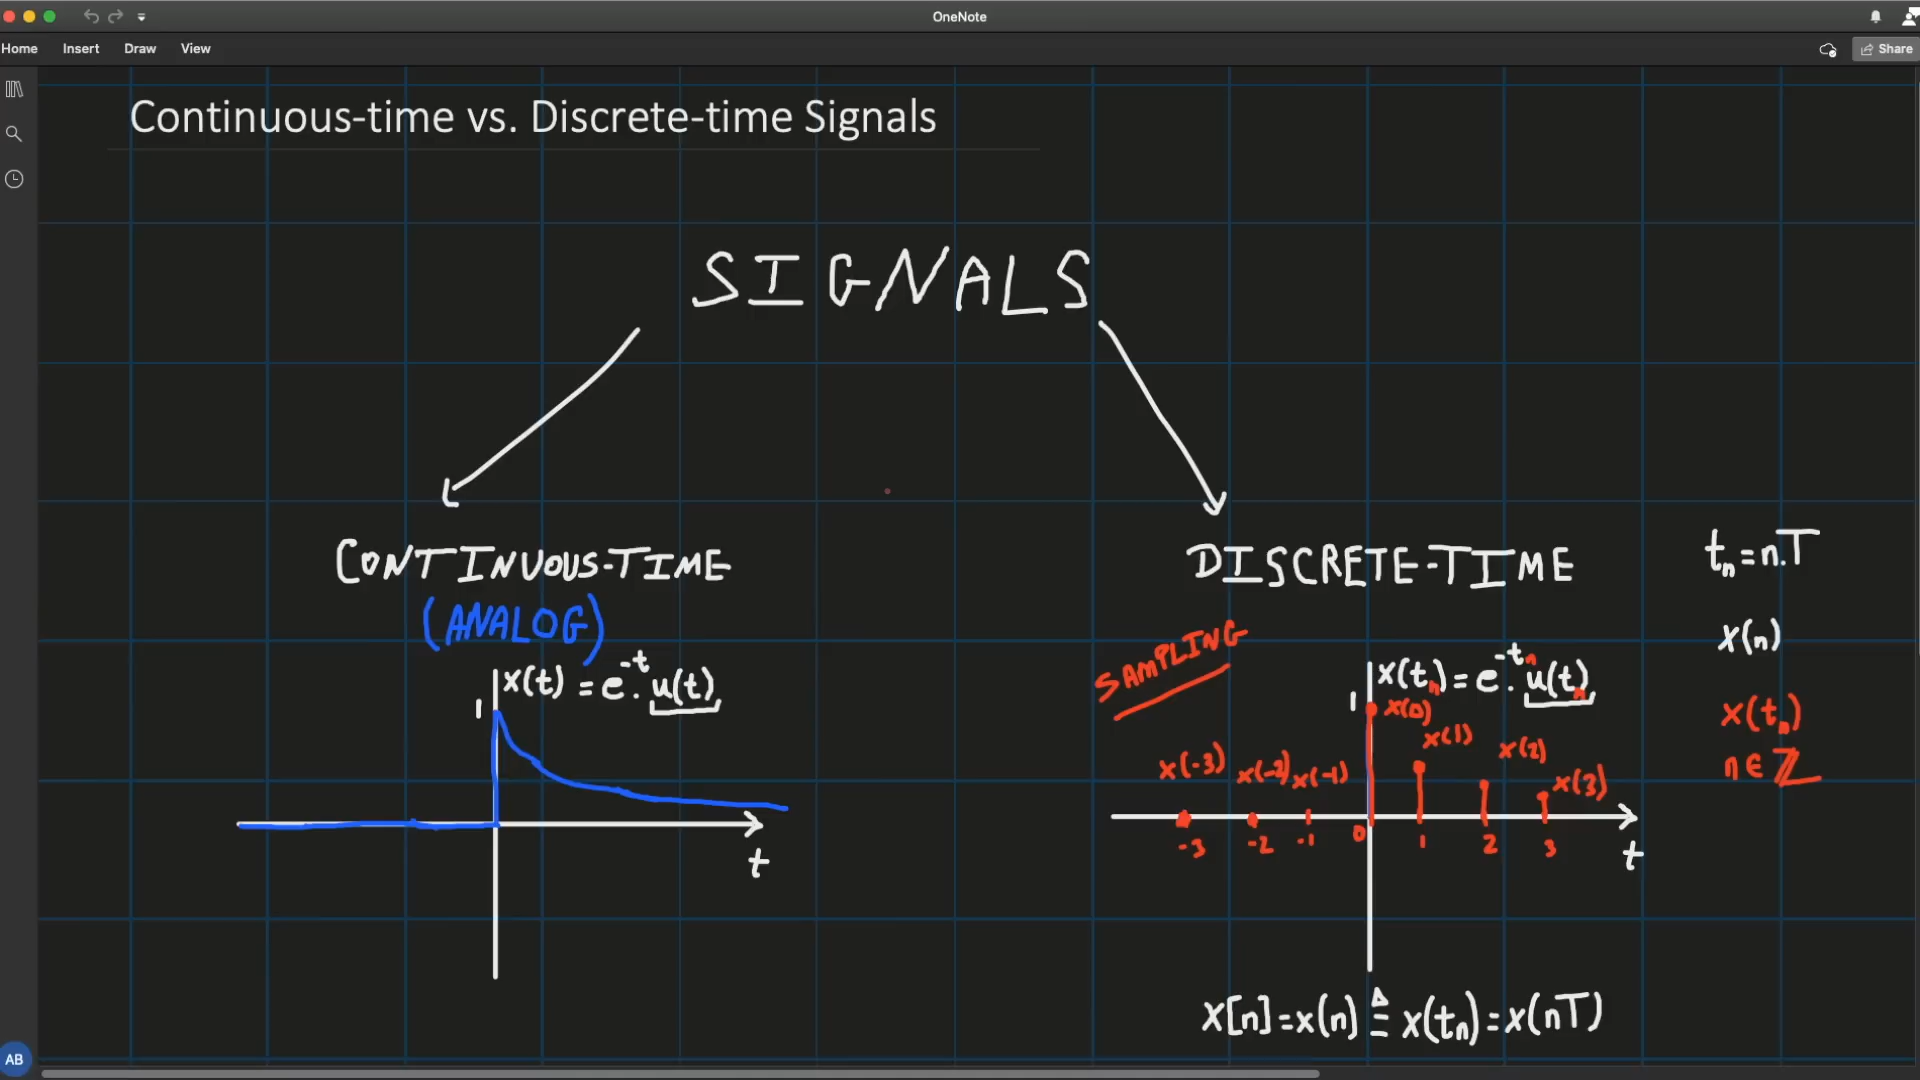 OneNote
Home Insert Draw View
Share
Continuous-time vs. Discrete-time Signals
SIGNALS
CONTINUOUS-TIME
(ANALOG)
x(t) = e^-t . u(t)
1
t
DISCRETE-TIME
SAMPLING
x(tn) = e^-tn . u(tn)
1
x(0)
x(1)
x(2)
x(3)
x(-3) x(-2) x(-1)
-3 -2 -1 0 1 2 3
t
tn = n.T
x(n)
x(tn)
n ∈ ℤ
x[n] = x(n) ≜ x(tn) = x(nT)
AB